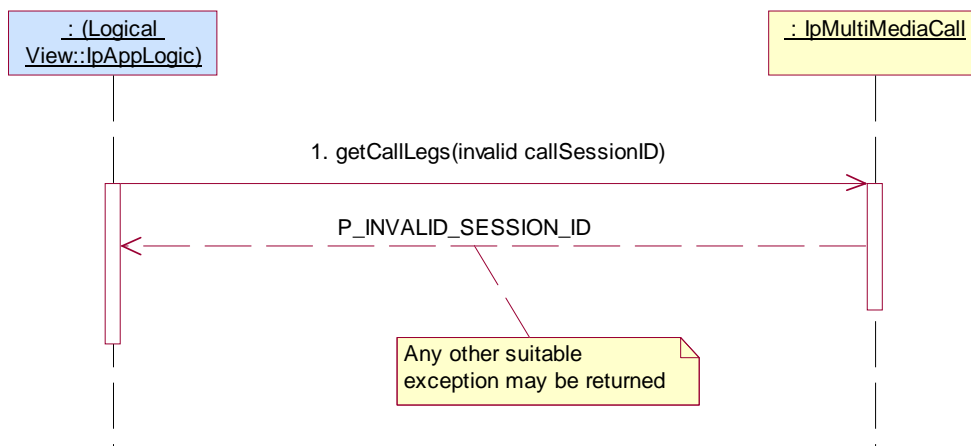 : (Logical
View::IpAppLogic)
: IpMultiMediaCall
1. getCallLegs(invalid callSessionID)
P_INVALID_SESSION_ID
Any other suitable
exception may be returned